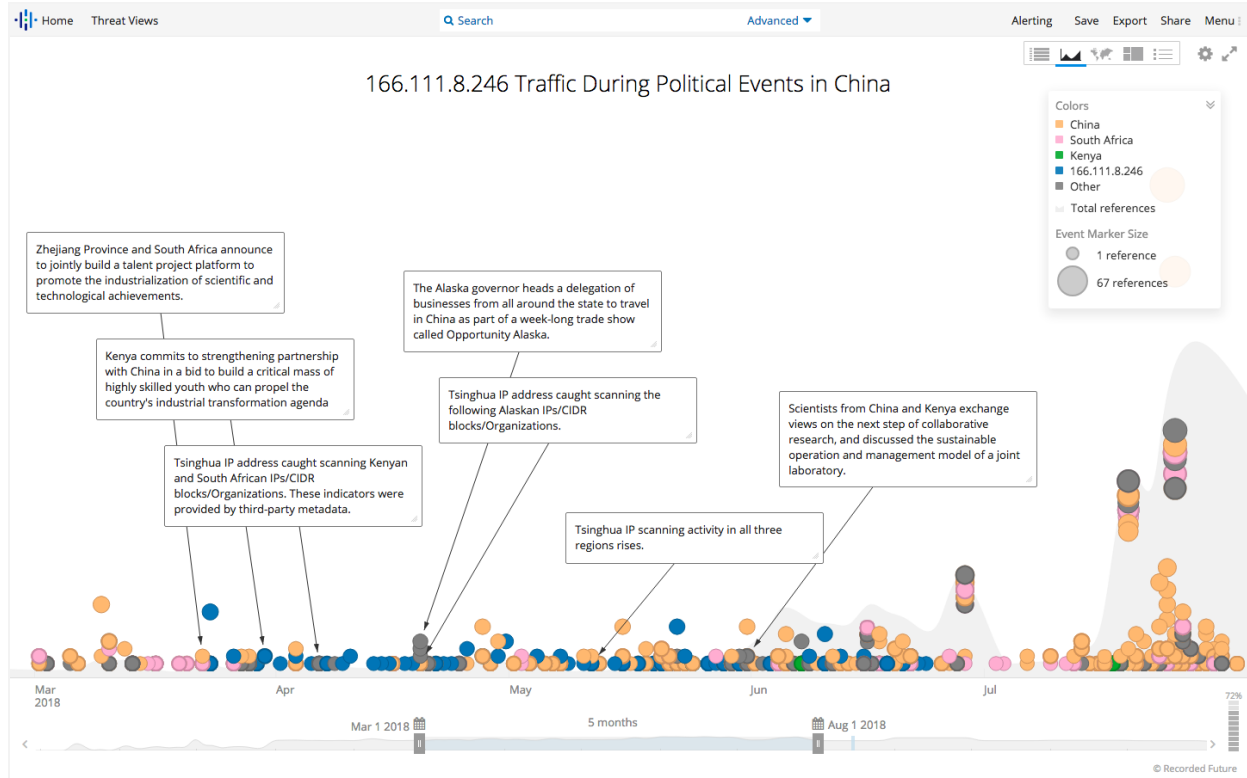 Home Threat Views Search Advanced Alerting Save Export Share Menu
166.111.8.246 Traffic During Political Events in China
Colors
China
South Africa
Kenya
166.111.8.246
Other
Total references
Event Marker Size
1 reference
67 references
Zhejiang Province and South Africa announce
to jointly build a talent project platform to
promote the industrialization of scientific and
technological achievements.
The Alaska governor heads a delegation of
businesses from all around the state to travel
in China as part of a week-long trade show
called Opportunity Alaska.
Kenya commits to strengthening partnership
with China in a bid to build a critical mass of
highly skilled youth who can propel the
country's industrial transformation agenda
Tsinghua IP address caught scanning the
following Alaskan IPs/CIDR
blocks/Organizations.
Scientists from China and Kenya exchange
views on the next step of collaborative
research, and discussed the sustainable
operation and management model of a joint
laboratory.
Tsinghua IP address caught scanning Kenyan
and South African IPs/CIDR
blocks/Organizations. These indicators were
provided by third-party metadata.
Tsinghua IP scanning activity in all three
regions rises.
Mar Apr May Jun Jul
2018
72%
Mar 1 2018 5 months Aug 1 2018
© Recorded Future